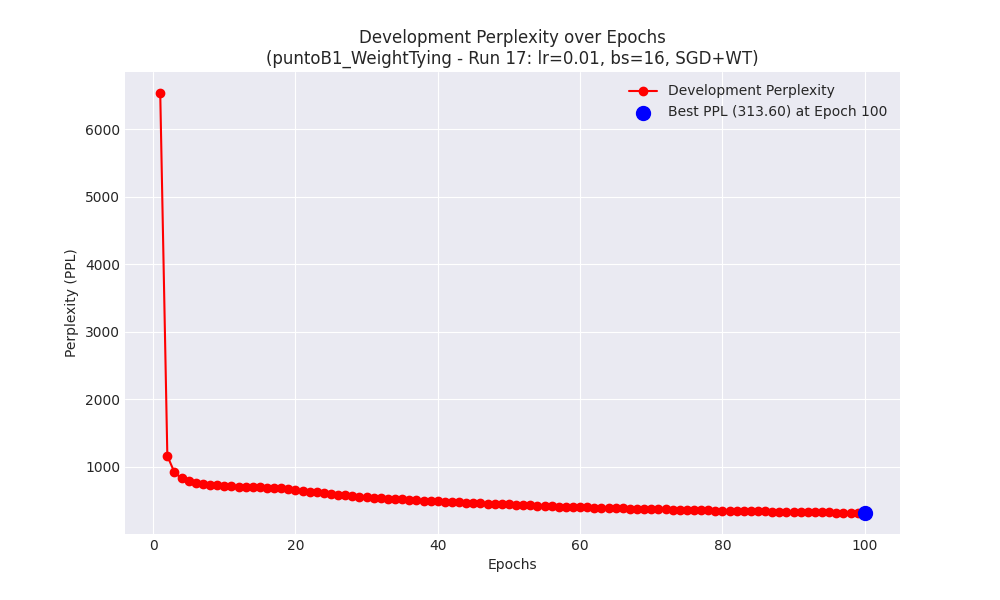 Development Perplexity over Epochs
(puntoB1_WeightTying - Run 17: lr=0.01, bs=16, SGD+WT)
Development Perplexity
Best PPL (313.60) at Epoch 100
Perplexity (PPL)
6000
5000
4000
3000
2000
1000
0
20
40
60
80
100
Epochs